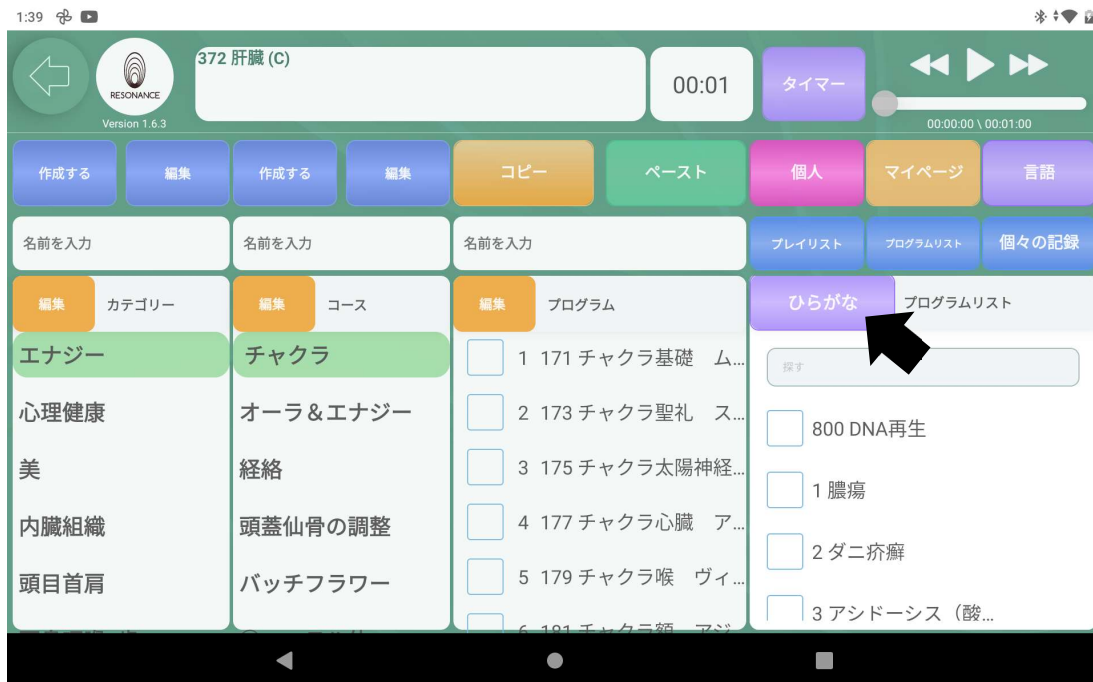 1:39
372 肝臓 (C)
00:01
タイマー
RESONANCE
Version 1.6.3
00:00:00 \ 00:01:00
作成する 編集 作成する 編集 コピー ペースト 個人 マイページ 言語
名前を入力 名前を入力 名前を入力 プレイリスト プログラムリスト 個々の記録
編集 カテゴリー 編集 コース 編集 プログラム ひらがな プログラムリスト
エナジー
心理健康
美
内臓組織
頭目首肩
チャクラ
オーラ＆エナジー
経絡
頭蓋仙骨の調整
バッチフラワー
1 171 チャクラ基礎　ム...
2 173 チャクラ聖礼　ス...
3 175 チャクラ太陽神経...
4 177 チャクラ心臓　ア...
5 179 チャクラ喉　ヴィ...
6 181 チャクラ額　アジ...
探す
800 DNA再生
1 膿瘍
2 ダニ疥癬
3 アシドーシス（酸...